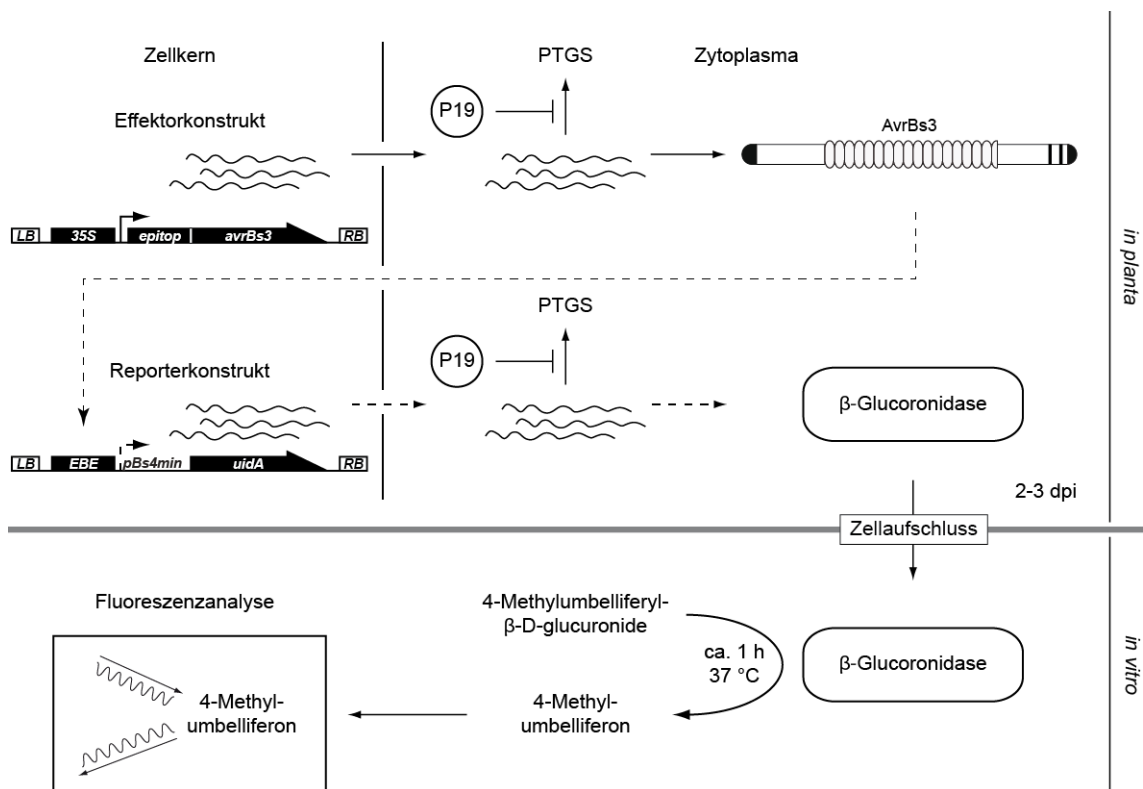 Zellkern
PTGS
Zytoplasma
P19
Effektorkonstrukt
AvrBs3
LB 35S epitop avrBs3 RB
in planta
PTGS
P19
Reporterkonstrukt
β-Glucoronidase
LB EBE pBs4min uidA RB
2-3 dpi
Zellaufschluss
Fluoreszenzanalyse
4-Methylumbelliferyl-
β-D-glucuronide
ca. 1 h
37 °C
β-Glucoronidase
4-Methyl-
umbelliferon
4-Methyl-
umbelliferon
in vitro